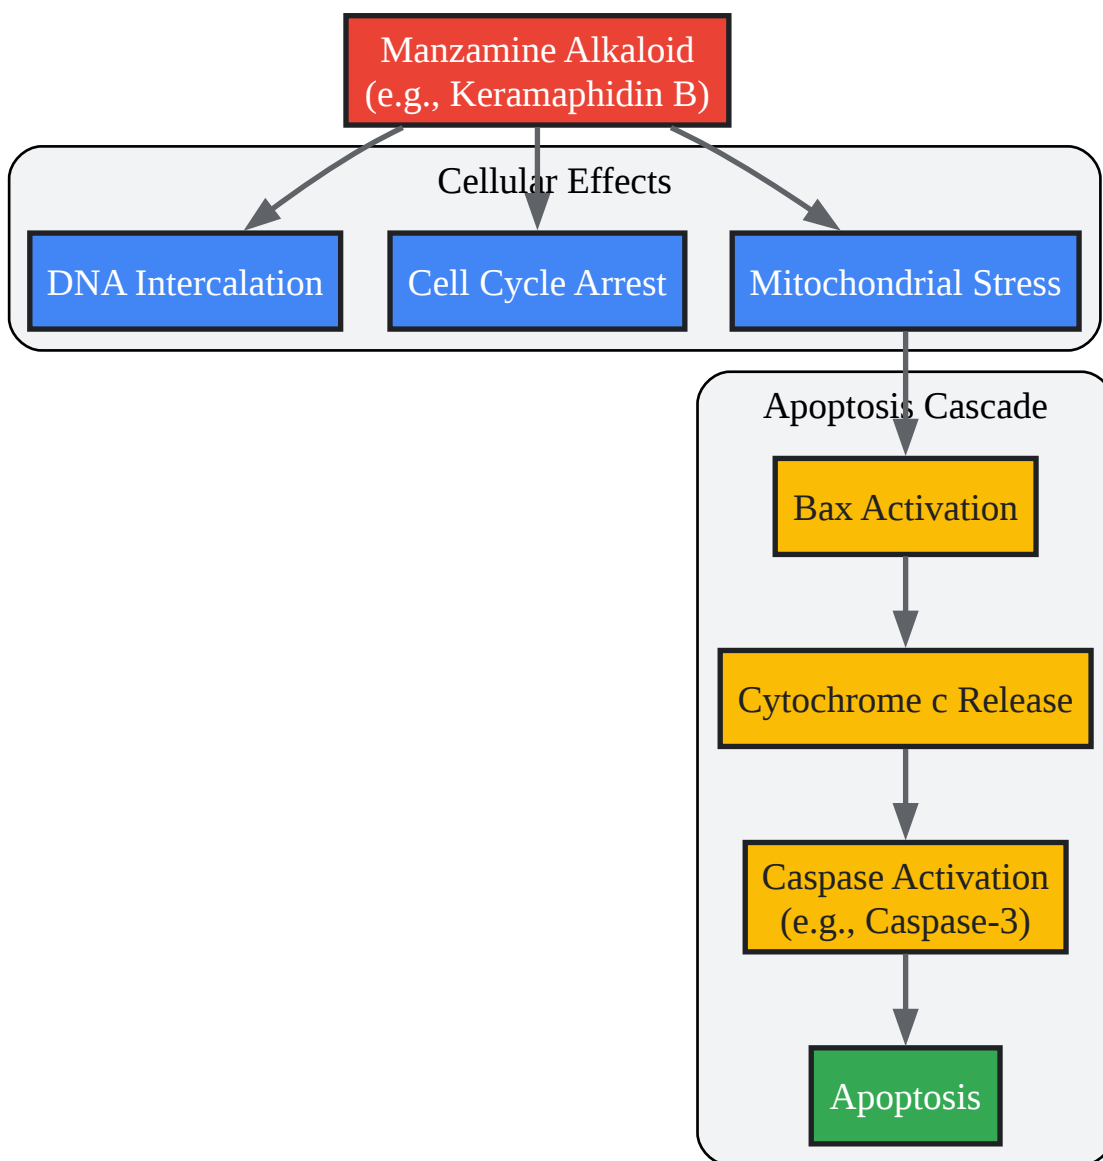 Manzamine Alkaloid
(e.g., Keramaphidin B)
Cellular Effects
DNA Intercalation
Cell Cycle Arrest
Mitochondrial Stress
Apoptosis Cascade
Bax Activation
Cytochrome c Release
Caspase Activation
(e.g., Caspase-3)
Apoptosis